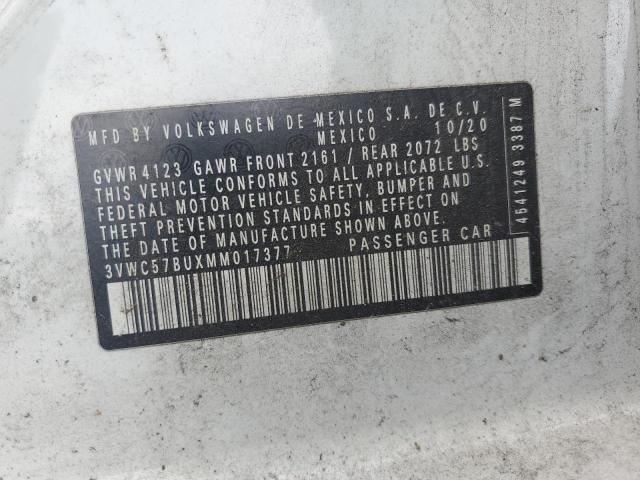 MFD BY VOLKSWAGEN DE MEXICO S.A. DE C.V.
MEXICO 10/20
GVWR 4123 GAWR FRONT 2161 / REAR 2072 LBS
THIS VEHICLE CONFORMS TO ALL APPLICABLE U.S.
FEDERAL MOTOR VEHICLE SAFETY, BUMPER AND
THEFT PREVENTION STANDARDS IN EFFECT ON
THE DATE OF MANUFACTURE SHOWN ABOVE.
3VWC57BUXMM017377 PASSENGER CAR
4541249 3387 M